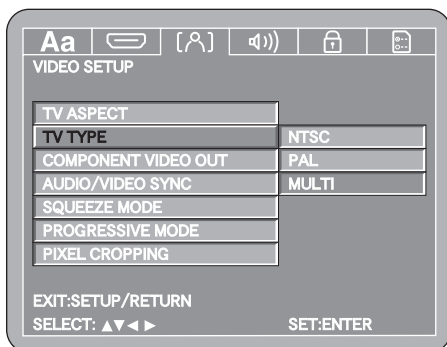 Aa
VIDEO SETUP
TV ASPECT
TV TYPE NTSC
COMPONENT VIDEO OUT PAL
AUDIO/VIDEO SYNC MULTI
SQUEEZE MODE
PROGRESSIVE MODE
PIXEL CROPPING
EXIT:SETUP/RETURN
SELECT: ▲▼◄ ► SET:ENTER